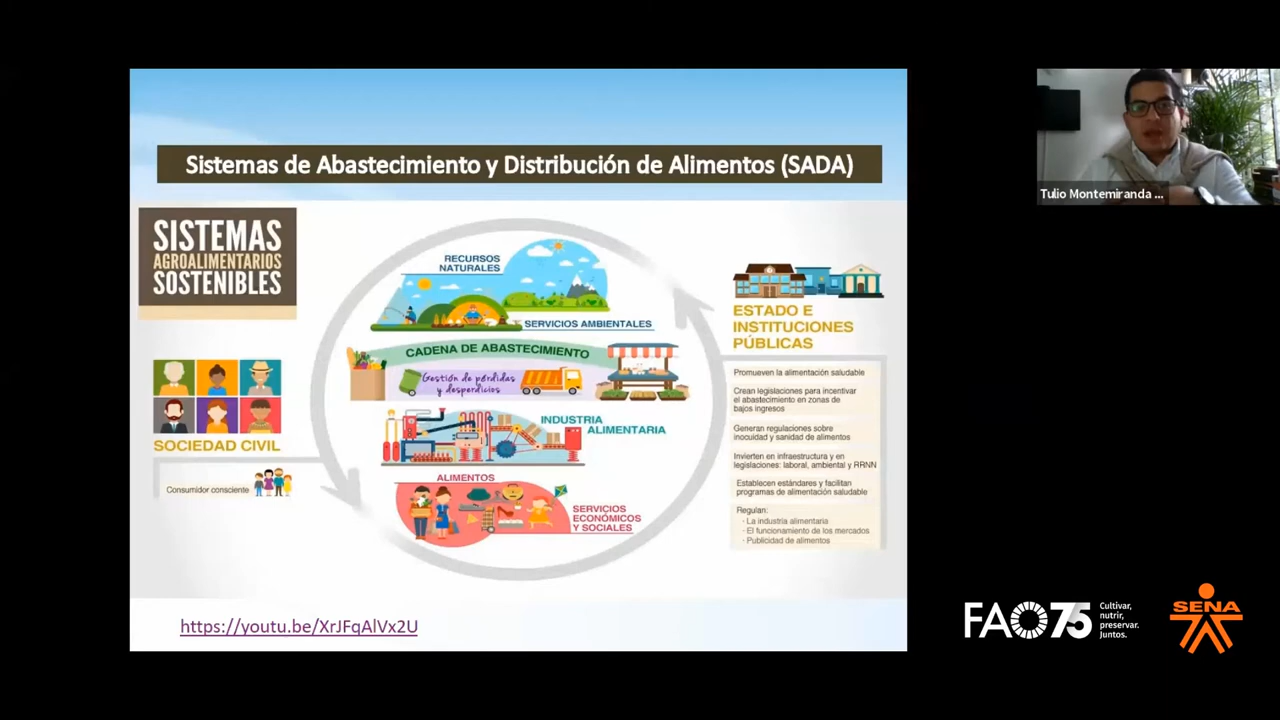 Sistemas de Abastecimiento y Distribución de Alimentos (SADA)
SISTEMAS
AGROALIMENTARIOS
SOSTENIBLES
SOCIEDAD CIVIL
Consumidor consciente
RECURSOS
NATURALES
SERVICIOS AMBIENTALES
CADENA DE ABASTECIMIENTO
Gestión de pérdidas
y desperdicios
INDUSTRIA
ALIMENTARIA
ALIMENTOS
SERVICIOS
ECONÓMICOS
Y SOCIALES
ESTADO E
INSTITUCIONES
PÚBLICAS
Promueven la alimentación saludable
Crean legislaciones para incentivar
el abastecimiento en zonas de
bajos ingresos
Generan regulaciones sobre
inocuidad y sanidad de alimentos
Invierten en infraestructura y en
legislaciones: laboral, ambiental y RRNN
Establecen estándares y facilitan
programas de alimentación saludable
Regulan:
· La industria alimentaria
· El funcionamiento de los mercados
· Publicidad de alimentos
https://youtu.be/XrJFqAlVx2U
Tulio Montemiranda ...
FAO75
Cultivar,
nutrir,
preservar.
Juntos.
SENA